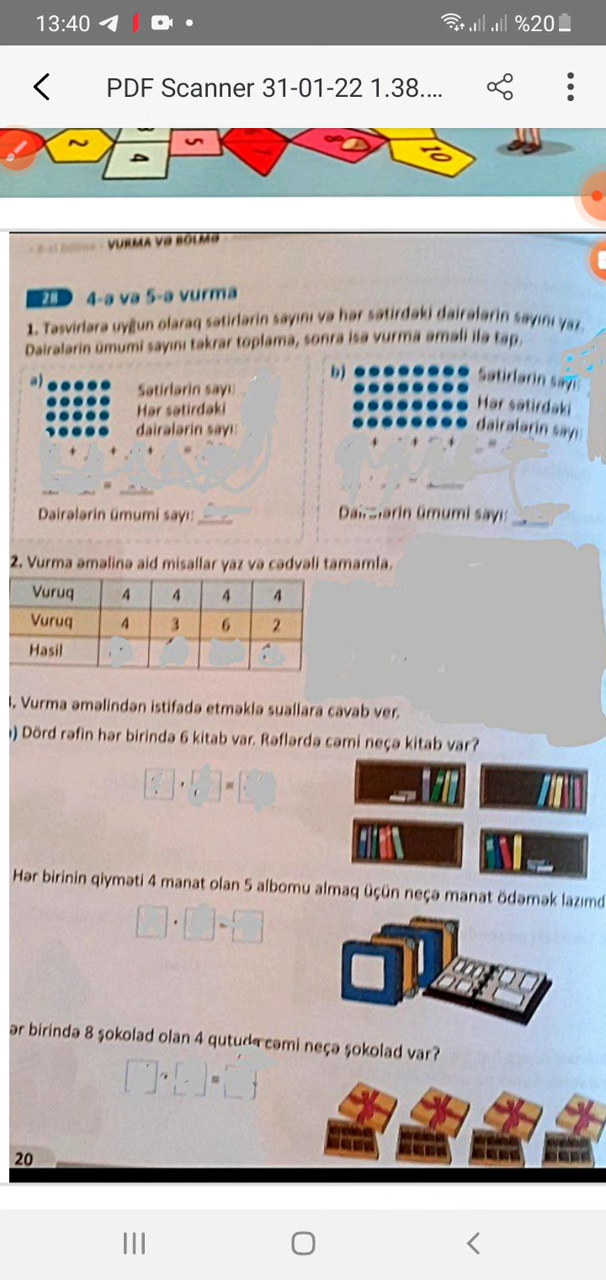 13:40
%20
PDF Scanner 31-01-22 1.38....
2
4
5
10
VURMA VƏ BÖLMƏ
28 4-ə və 5-ə vurma
1. Təsvirlərə uyğun olaraq sətirlərin sayını və hər sətirdəki dairələrin sayını yaz.
Dairələrin ümumi sayını təkrar toplama, sonra isə vurma əməli ilə tap.
a)
Sətirlərin sayı:
Hər sətirdəki
dairələrin sayı:
+ + + =
=
Dairələrin ümumi sayı:
b)
Sətirlərin sayı:
Hər sətirdəki
dairələrin sayı:
+ + + =
Dairələrin ümumi sayı:
2. Vurma əməlinə aid misallar yaz və cədvəli tamamla.
Vuruq 4 4 4 4
Vuruq 4 3 6 2
Hasil
. Vurma əməlindən istifadə etməklə suallara cavab ver.
) Dörd rəfin hər birində 6 kitab var. Rəflərdə cəmi neçə kitab var?
· =
Hər birinin qiyməti 4 manat olan 5 albomu almaq üçün neçə manat ödəmək lazımd
· =
ər birində 8 şokolad olan 4 qutuda cəmi neçə şokolad var?
· =
20